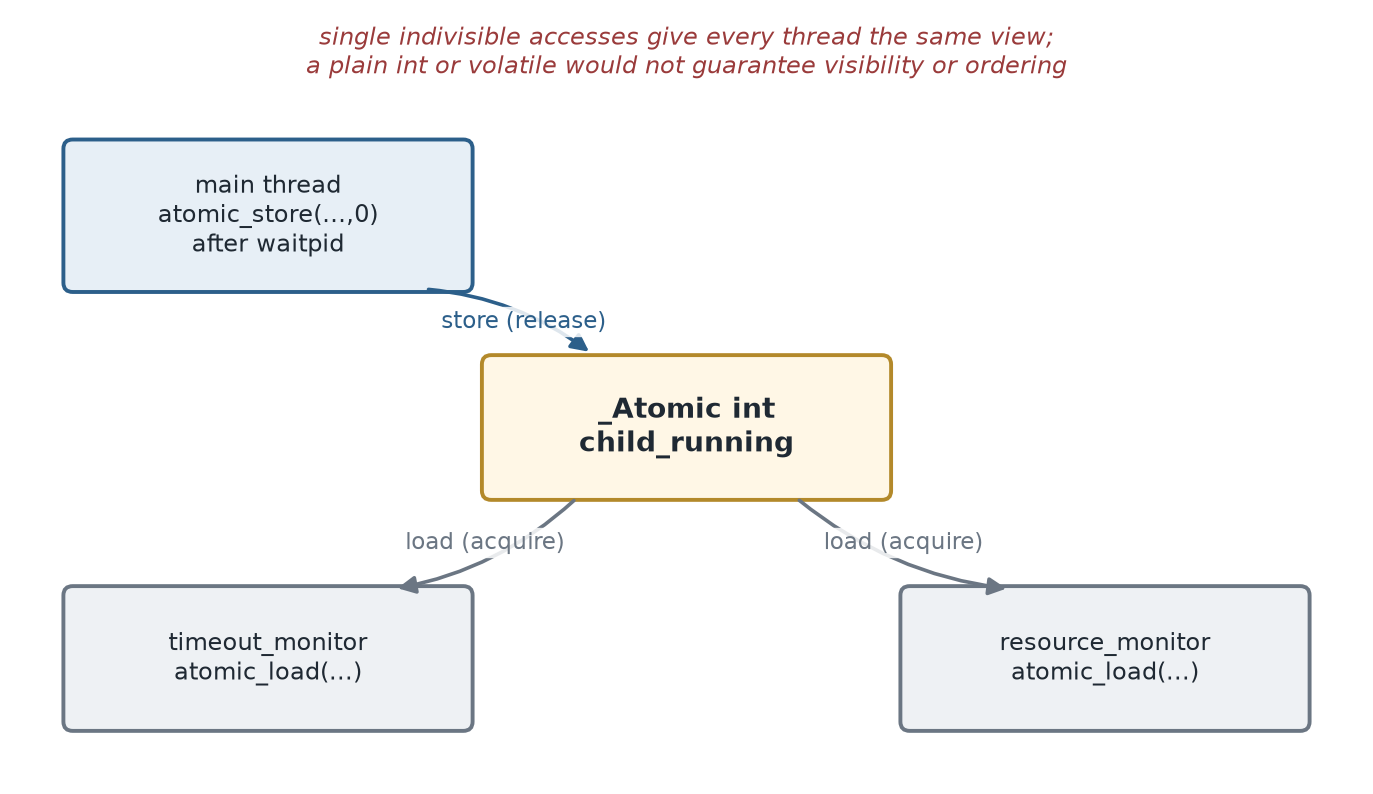 single indivisible accesses give every thread the same view;
a plain int or volatile would not guarantee visibility or ordering
main thread
atomic_store(…,0)
after waitpid
store (release)
_Atomic int
child_running
load (acquire)
load (acquire)
timeout_monitor
atomic_load(…)
resource_monitor
atomic_load(…)